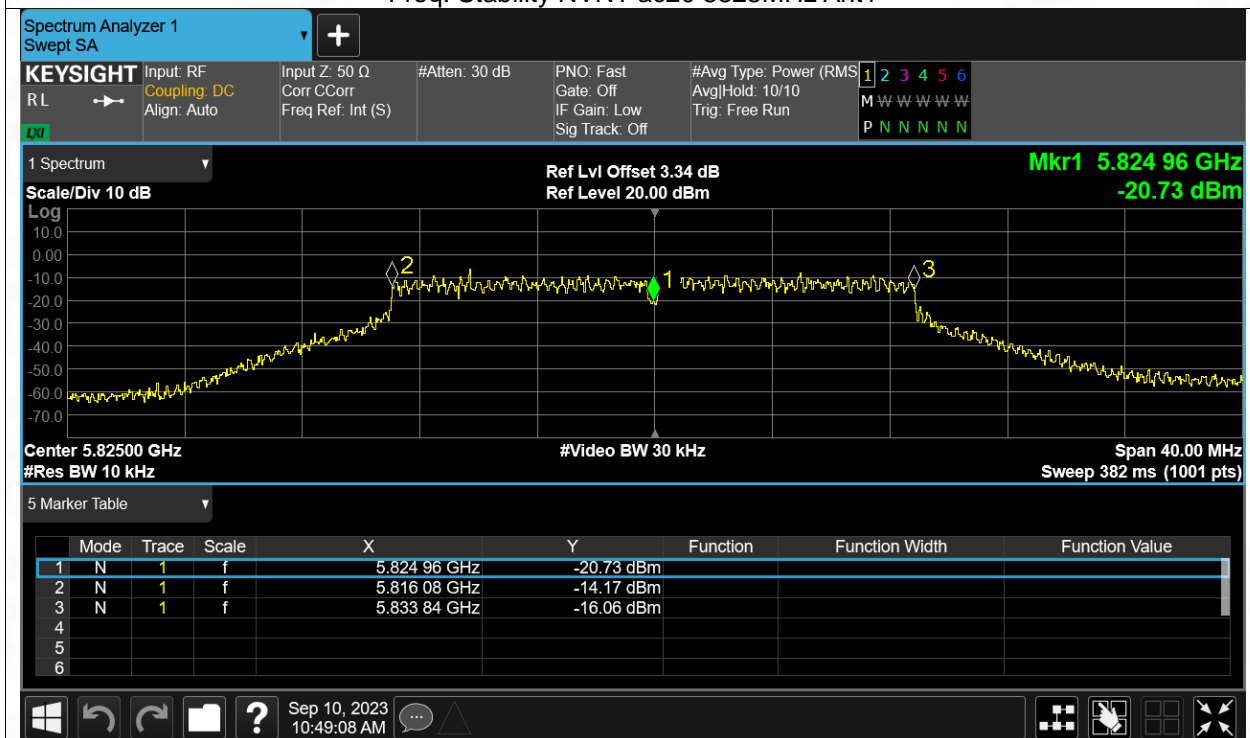 Freq. Stability NVNT ac20 5825MHz Ant1
Spectrum Analyzer 1
Swept SA
+
KEYSIGHT
RL
LXI
Input: RF
Coupling: DC
Align: Auto
Input Z: 50 Ω
Corr CCorr
Freq Ref: Int (S)
#Atten: 30 dB
PNO: Fast
Gate: Off
IF Gain: Low
Sig Track: Off
#Avg Type: Power (RMS
Avg|Hold: 10/10
Trig: Free Run
1 2 3 4 5 6
M W W W W W
P N N N N N
1 Spectrum
Scale/Div 10 dB
Ref Lvl Offset 3.34 dB
Ref Level 20.00 dBm
Mkr1 5.824 96 GHz
-20.73 dBm
Log
10.0
0.00
-10.0
-20.0
-30.0
-40.0
-50.0
-60.0
-70.0
2
1
3
Center 5.82500 GHz
#Video BW 30 kHz
Span 40.00 MHz
#Res BW 10 kHz
Sweep 382 ms (1001 pts)
5 Marker Table
Mode Trace Scale X Y Function Function Width Function Value
1 N 1 f 5.824 96 GHz -20.73 dBm
2 N 1 f 5.816 08 GHz -14.17 dBm
3 N 1 f 5.833 84 GHz -16.06 dBm
4
5
6
?
Sep 10, 2023
10:49:08 AM